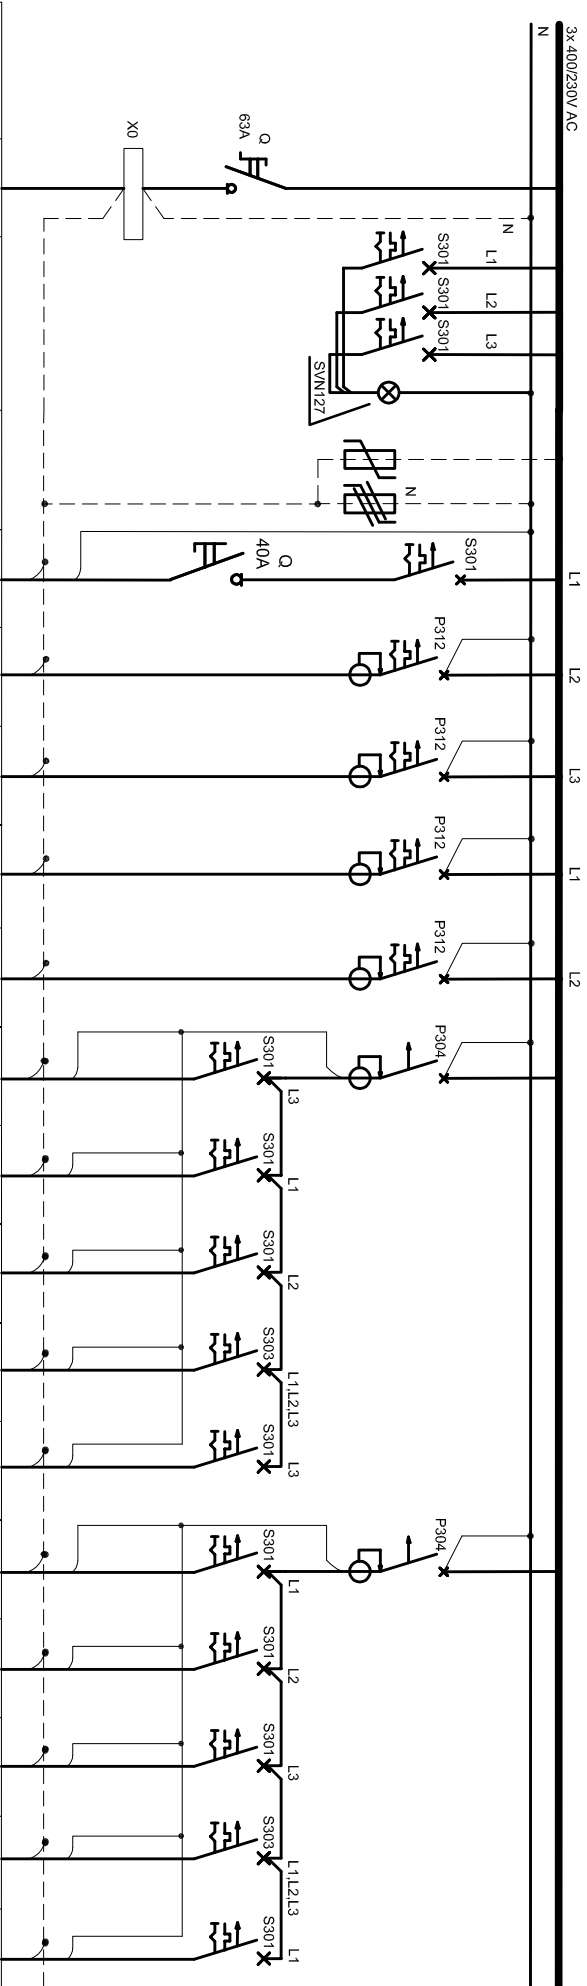 3x 400/230V AC
N
Q
63A
X0
N
L1
L2
L3
S301
S301
S301
SVN127
N
L1
S301
Q
40A
L2
P312
L3
P312
L1
P312
L2
P312
P304
S301
L3
S301
L1
S301
L2
S303
L1,L2,L3
S301
L3
P304
S301
L1
S301
L2
S301
L3
S303
L1,L2,L3
S301
L1